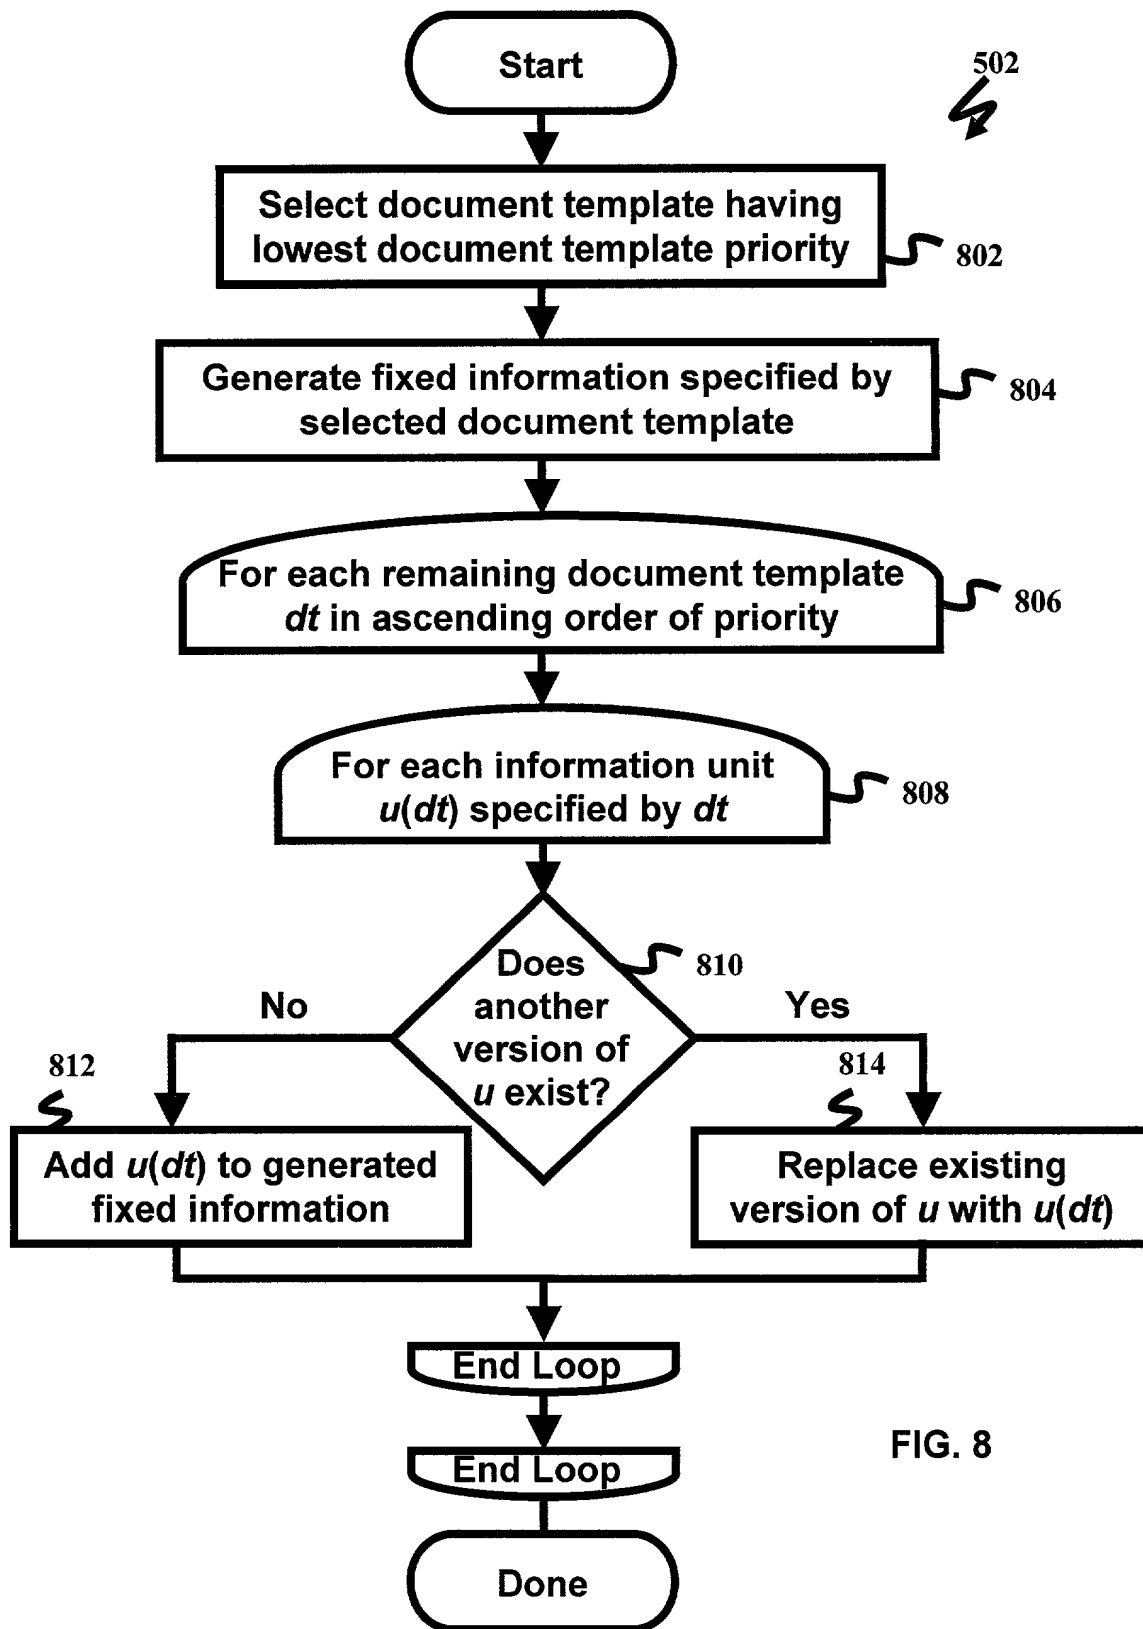 Start
502
Select document template having
lowest document template priority
802
Generate fixed information specified by
selected document template
804
For each remaining document template
dt in ascending order of priority
806
For each information unit
u(dt) specified by dt
808
Does
another
version of
u exist?
810
No
Yes
812
814
Add u(dt) to generated
fixed information
Replace existing
version of u with u(dt)
End Loop
End Loop
FIG. 8
Done